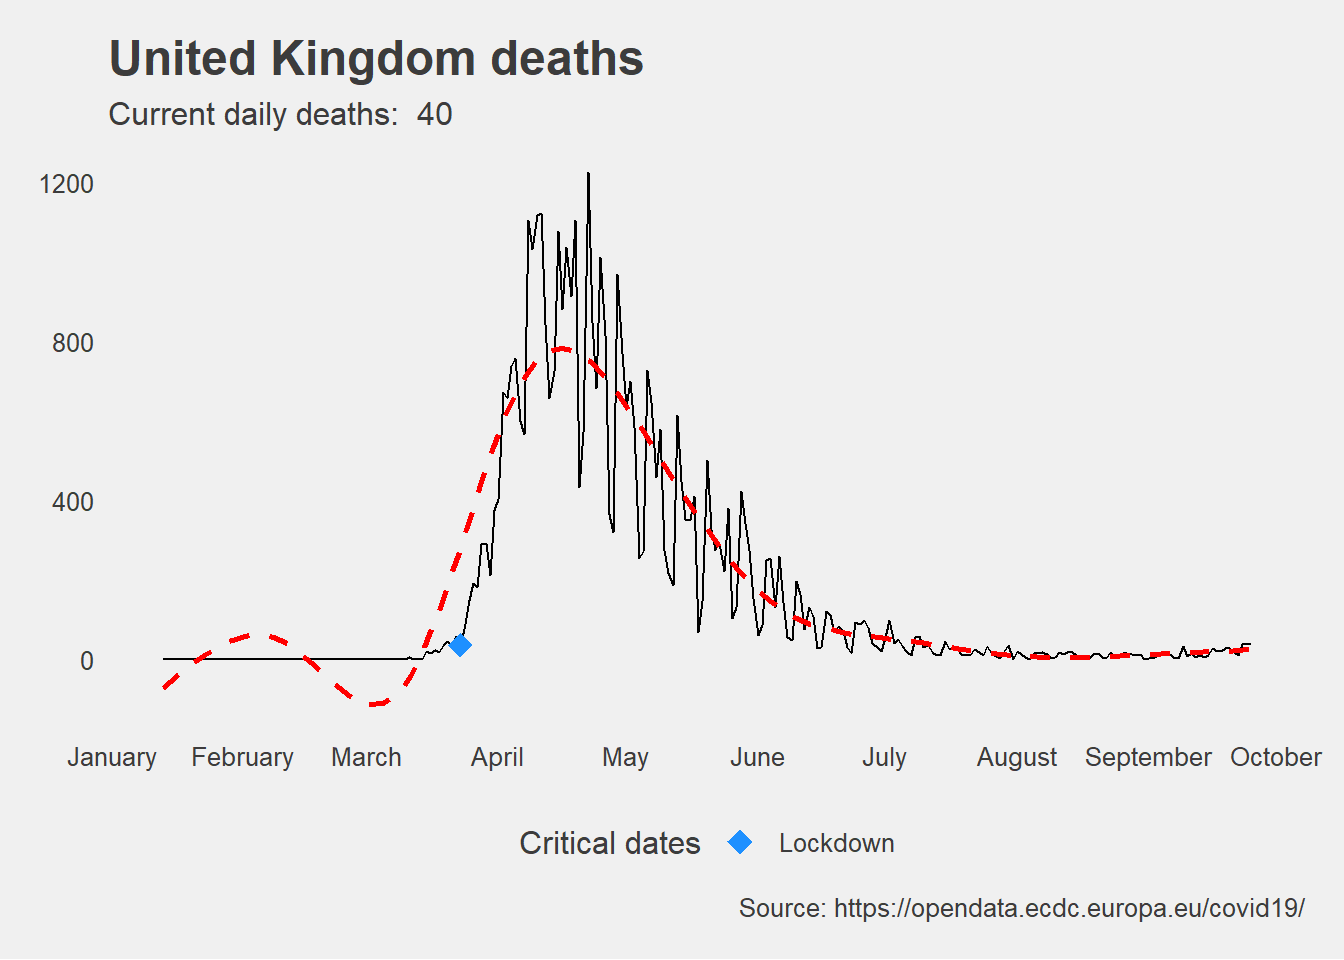 United Kingdom deaths
Current daily deaths:  40
1200
800
400
0
January February March April May June July August September October
Critical dates Lockdown
Source: https://opendata.ecdc.europa.eu/covid19/